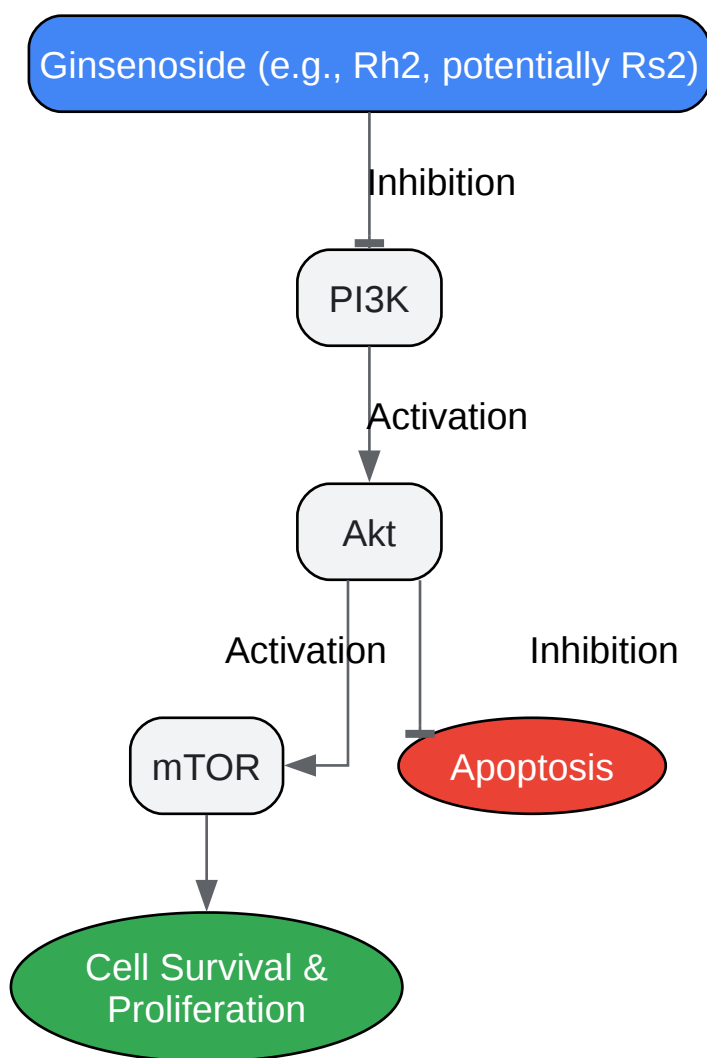 Ginsenoside (e.g., Rh2, potentially Rs2)
Inhibition
PI3K
Activation
Akt
Activation
Inhibition
mTOR
Apoptosis
Cell Survival &
Proliferation